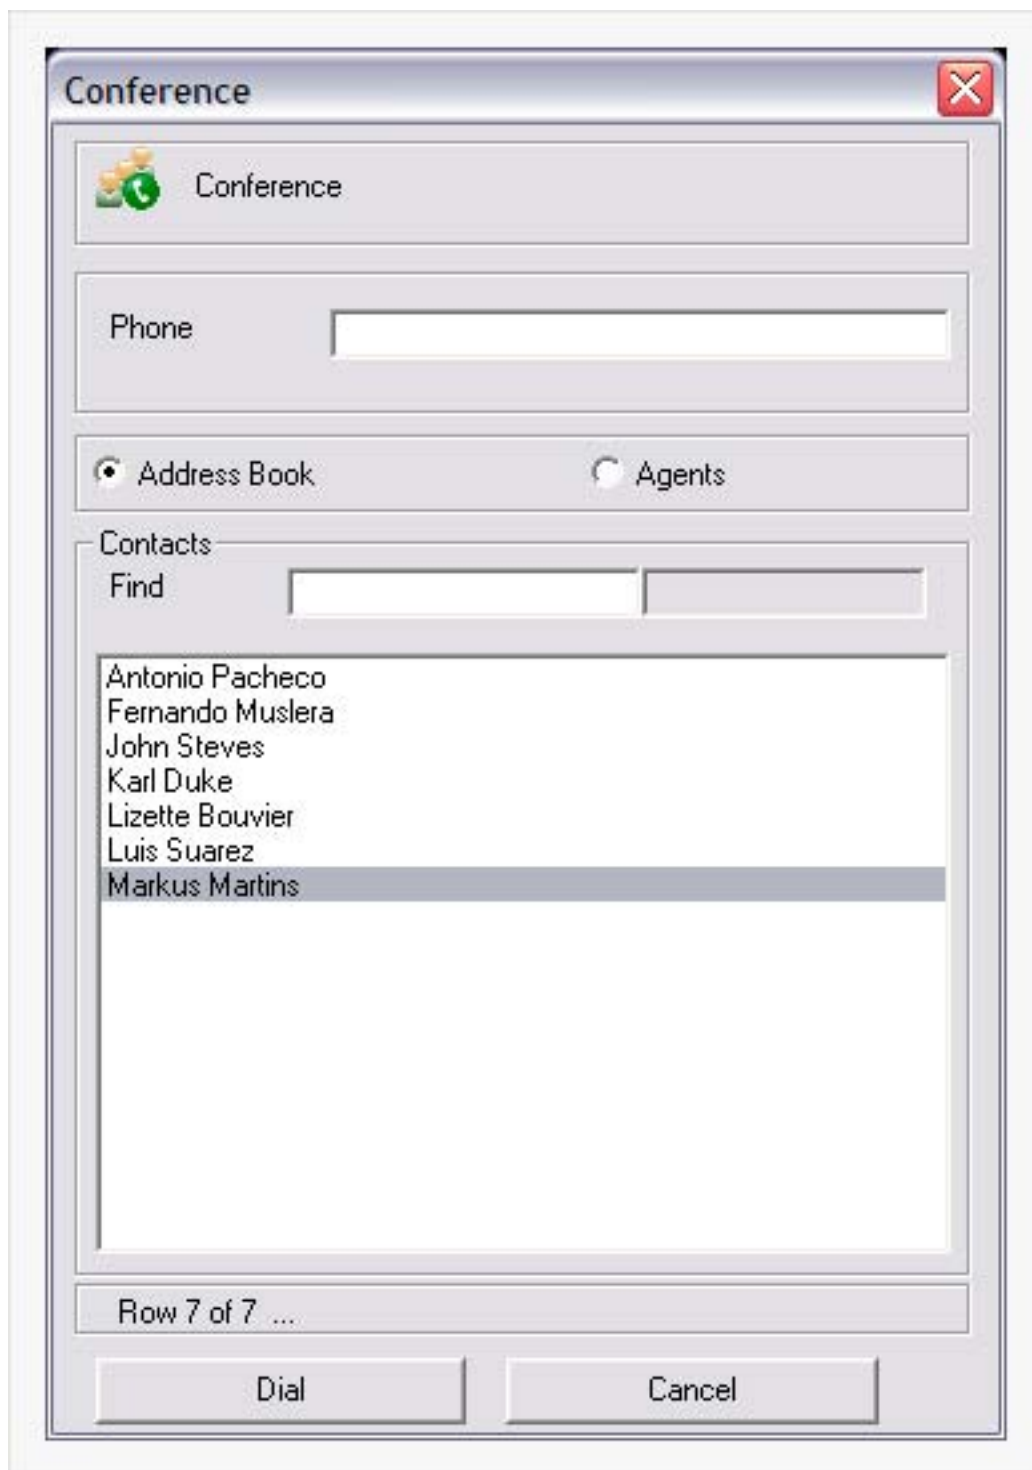 Conference
Conference
Phone
Address Book Agents
Contacts
Find
Antonio Pacheco
Fernando Muslera
John Steves
Karl Duke
Lizette Bouvier
Luis Suarez
Markus Martins
Row 7 of 7 ...
Dial Cancel